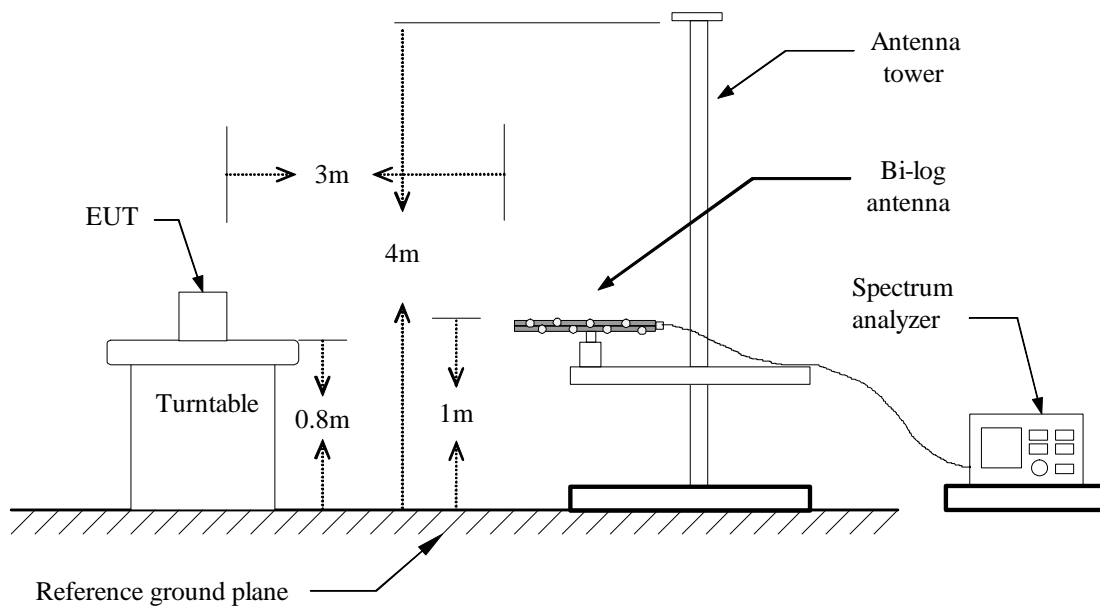 Antenna
tower
3m
Bi-log
antenna
EUT
4m
Spectrum
analyzer
Turntable
0.8m
1m
Reference ground plane